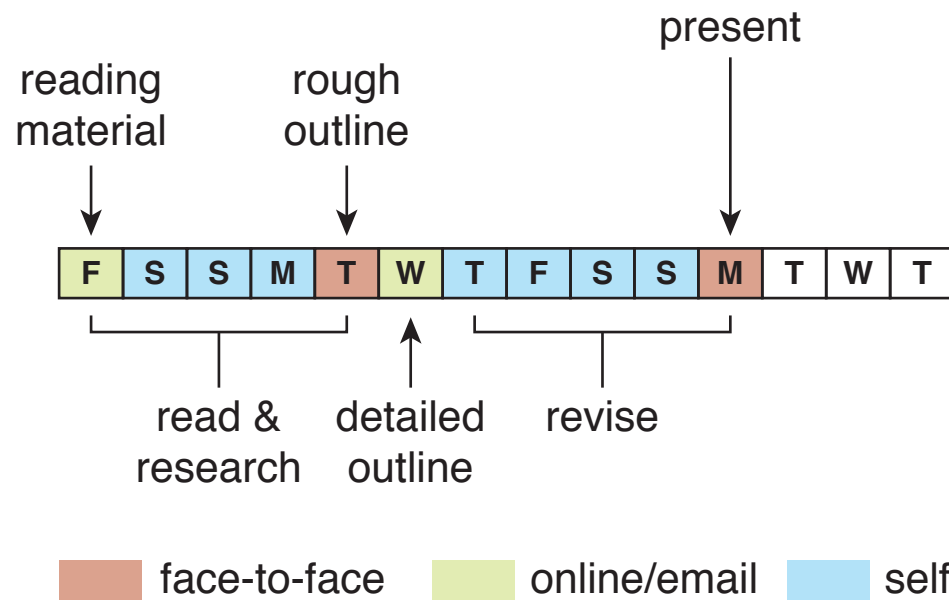 present
reading
material
rough
outline
F S S M T W T F S S M T W T
read &
research
detailed
outline
revise
face-to-face
online/email
self